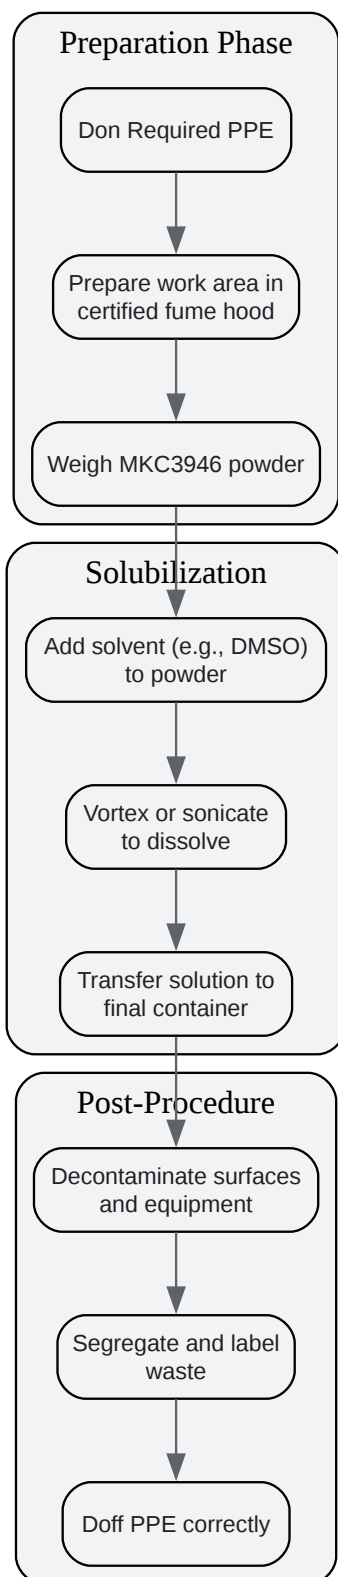 Preparation Phase
Don Required PPE
Prepare work area in
certified fume hood
Weigh MKC3946 powder
Solubilization
Add solvent (e.g., DMSO)
to powder
Vortex or sonicate
to dissolve
Transfer solution to
final container
Post-Procedure
Decontaminate surfaces
and equipment
Segregate and label
waste
Doff PPE correctly